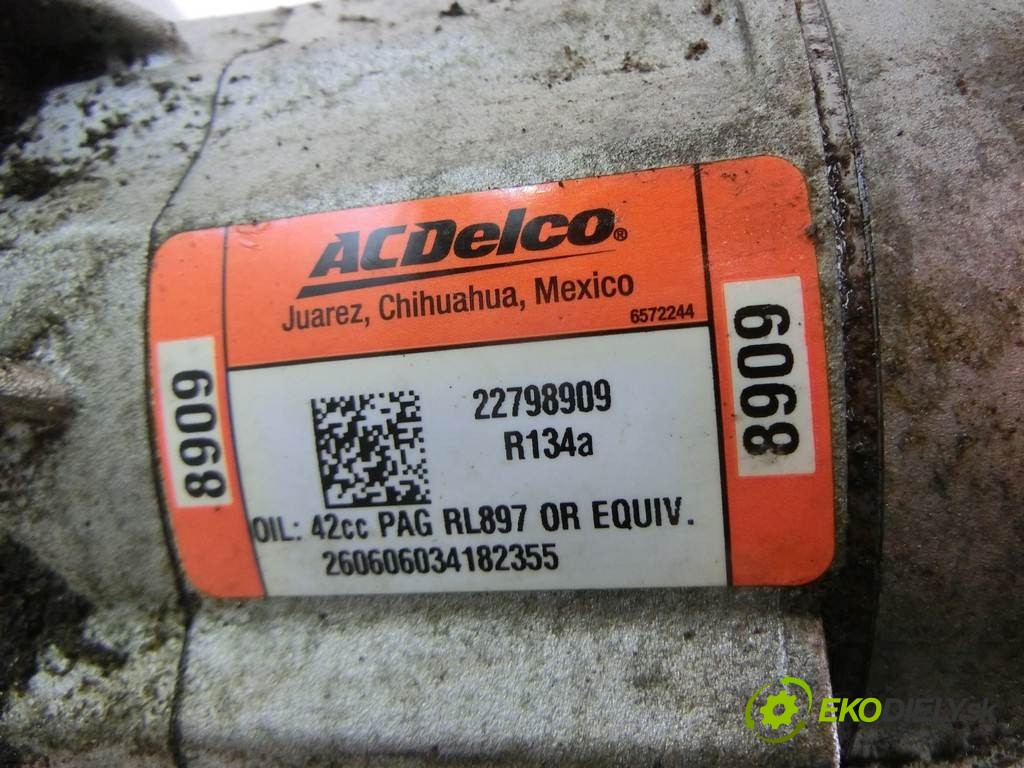 ACDelco®
Juarez, Chihuahua, Mexico
6572244
8909
22798909
R134a
8909
OIL: 42cc PAG RL897 OR EQUIV.
260606034182355
EKODIELY.sk